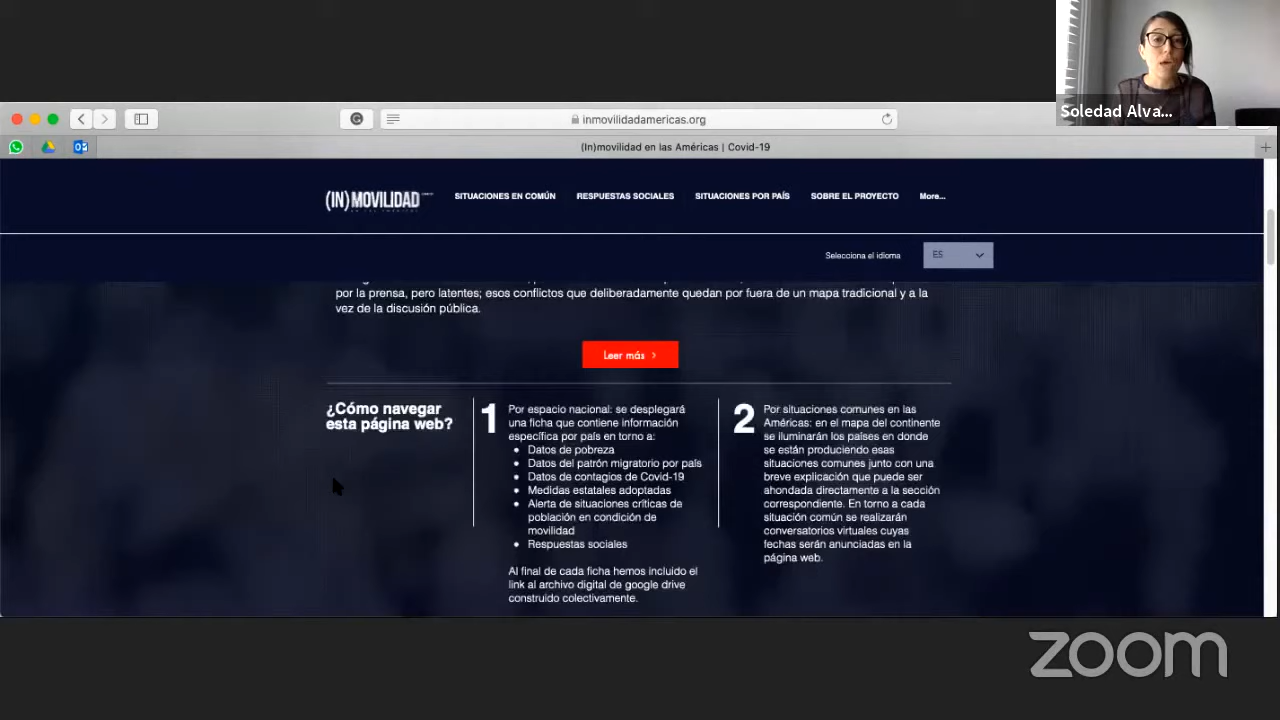 Soledad Alva...
inmovilidadamericas.org
(In)movilidad en las Américas | Covid-19
(IN)MOVILIDAD
SITUACIONES EN COMÚN
RESPUESTAS SOCIALES
SITUACIONES POR PAÍS
SOBRE EL PROYECTO
More...
Selecciona el idioma
ES
por la prensa, pero latentes; esos conflictos que deliberadamente quedan por fuera de un mapa tradicional y a la
vez de la discusión pública.
Leer más >
¿Cómo navegar
esta página web?
1
Por espacio nacional: se desplegará
una ficha que contiene información
específica por país en torno a:
• Datos de pobreza
• Datos del patrón migratorio por país
• Datos de contagios de Covid-19
• Medidas estatales adoptadas
• Alerta de situaciones críticas de
población en condición de
movilidad
• Respuestas sociales
Al final de cada ficha hemos incluido el
link al archivo digital de google drive
construido colectivamente.
2
Por situaciones comunes en las
Américas: en el mapa del continente
se iluminarán los países en donde
se están produciendo esas
situaciones comunes junto con una
breve explicación que puede ser
ahondada directamente a la sección
correspondiente. En torno a cada
situación común se realizarán
conversatorios virtuales cuyas
fechas serán anunciadas en la
página web.
zoom